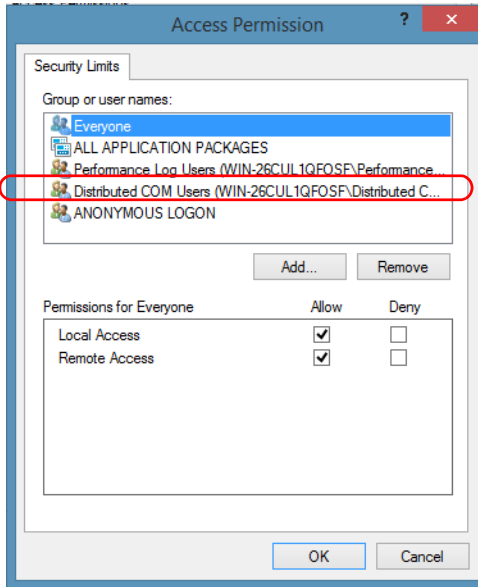 Access Permission
?
×
Security Limits
Group or user names:
Everyone
ALL APPLICATION PACKAGES
Performance Log Users (WIN-26CUL1QFOSF\Performance...
Distributed COM Users (WIN-26CUL1QFOSF\Distributed C...
ANONYMOUS LOGON
Add... Remove
Permissions for Everyone Allow Deny
Local Access
Remote Access
OK Cancel